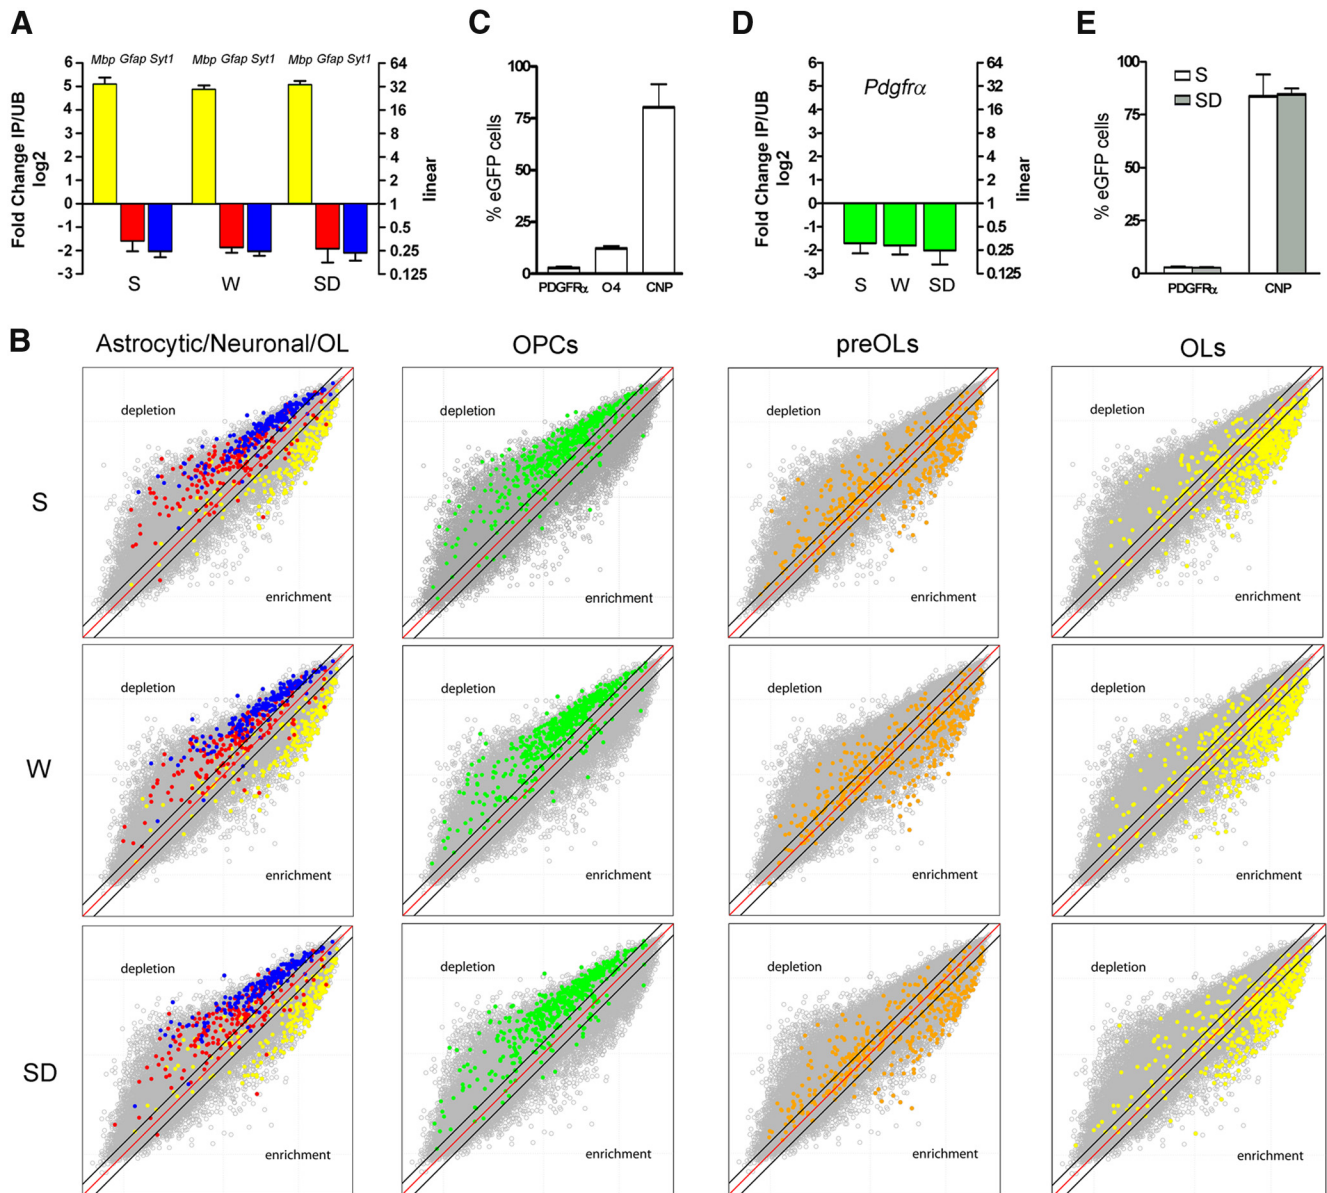 A
Mbp Gfap Syt1 Mbp Gfap Syt1 Mbp Gfap Syt1
Fold Change IP/UB
log2
6
5
4
3
2
1
-0
-1
-2
-3
64
32
16
8
4
2
1
0.5
0.25
0.125
linear
S W SD
C
% eGFP cells
100
75
50
25
0
PDGFRα O4 CNP
D
Pdgfrα
Fold Change IP/UB
log2
6
5
4
3
2
1
-0
-1
-2
-3
64
32
16
8
4
2
1
0.5
0.25
0.125
linear
S W SD
E
S
SD
% eGFP cells
100
75
50
25
0
PDGFRα CNP
B
Astrocytic/Neuronal/OL OPCs preOLs OLs
S
depletion enrichment
depletion enrichment
depletion enrichment
depletion enrichment
W
depletion enrichment
depletion enrichment
depletion enrichment
depletion enrichment
SD
depletion enrichment
depletion enrichment
depletion enrichment
depletion enrichment